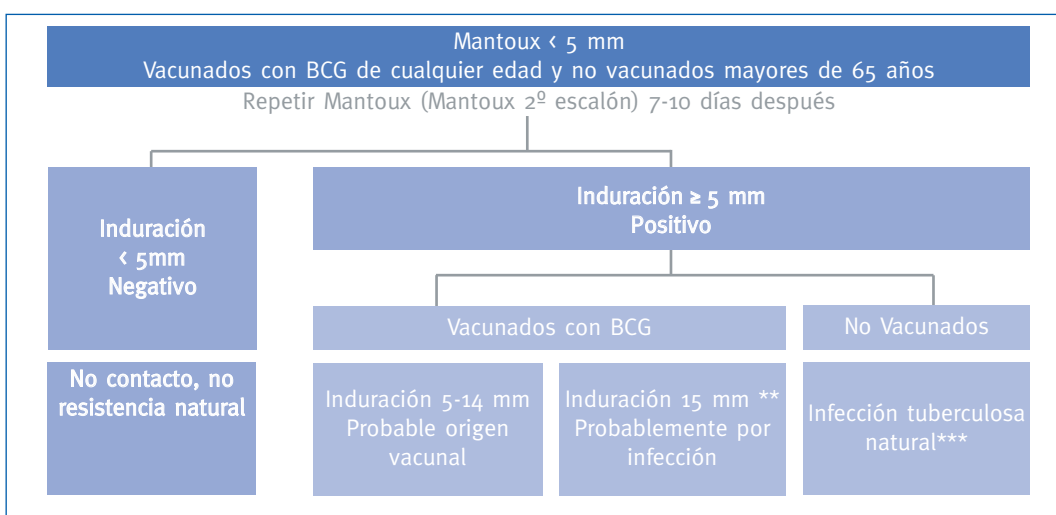 Mantoux < 5 mm
Vacunados con BCG de cualquier edad y no vacunados mayores de 65 años
Repetir Mantoux (Mantoux 2º escalón) 7-10 días después
Induración
< 5mm
Negativo
Induración ≥ 5 mm
Positivo
Vacunados con BCG
No Vacunados
No contacto, no
resistencia natural
Induración 5-14 mm
Probable origen
vacunal
Induración 15 mm **
Probablemente por
infección
Infección tuberculosa
natural***